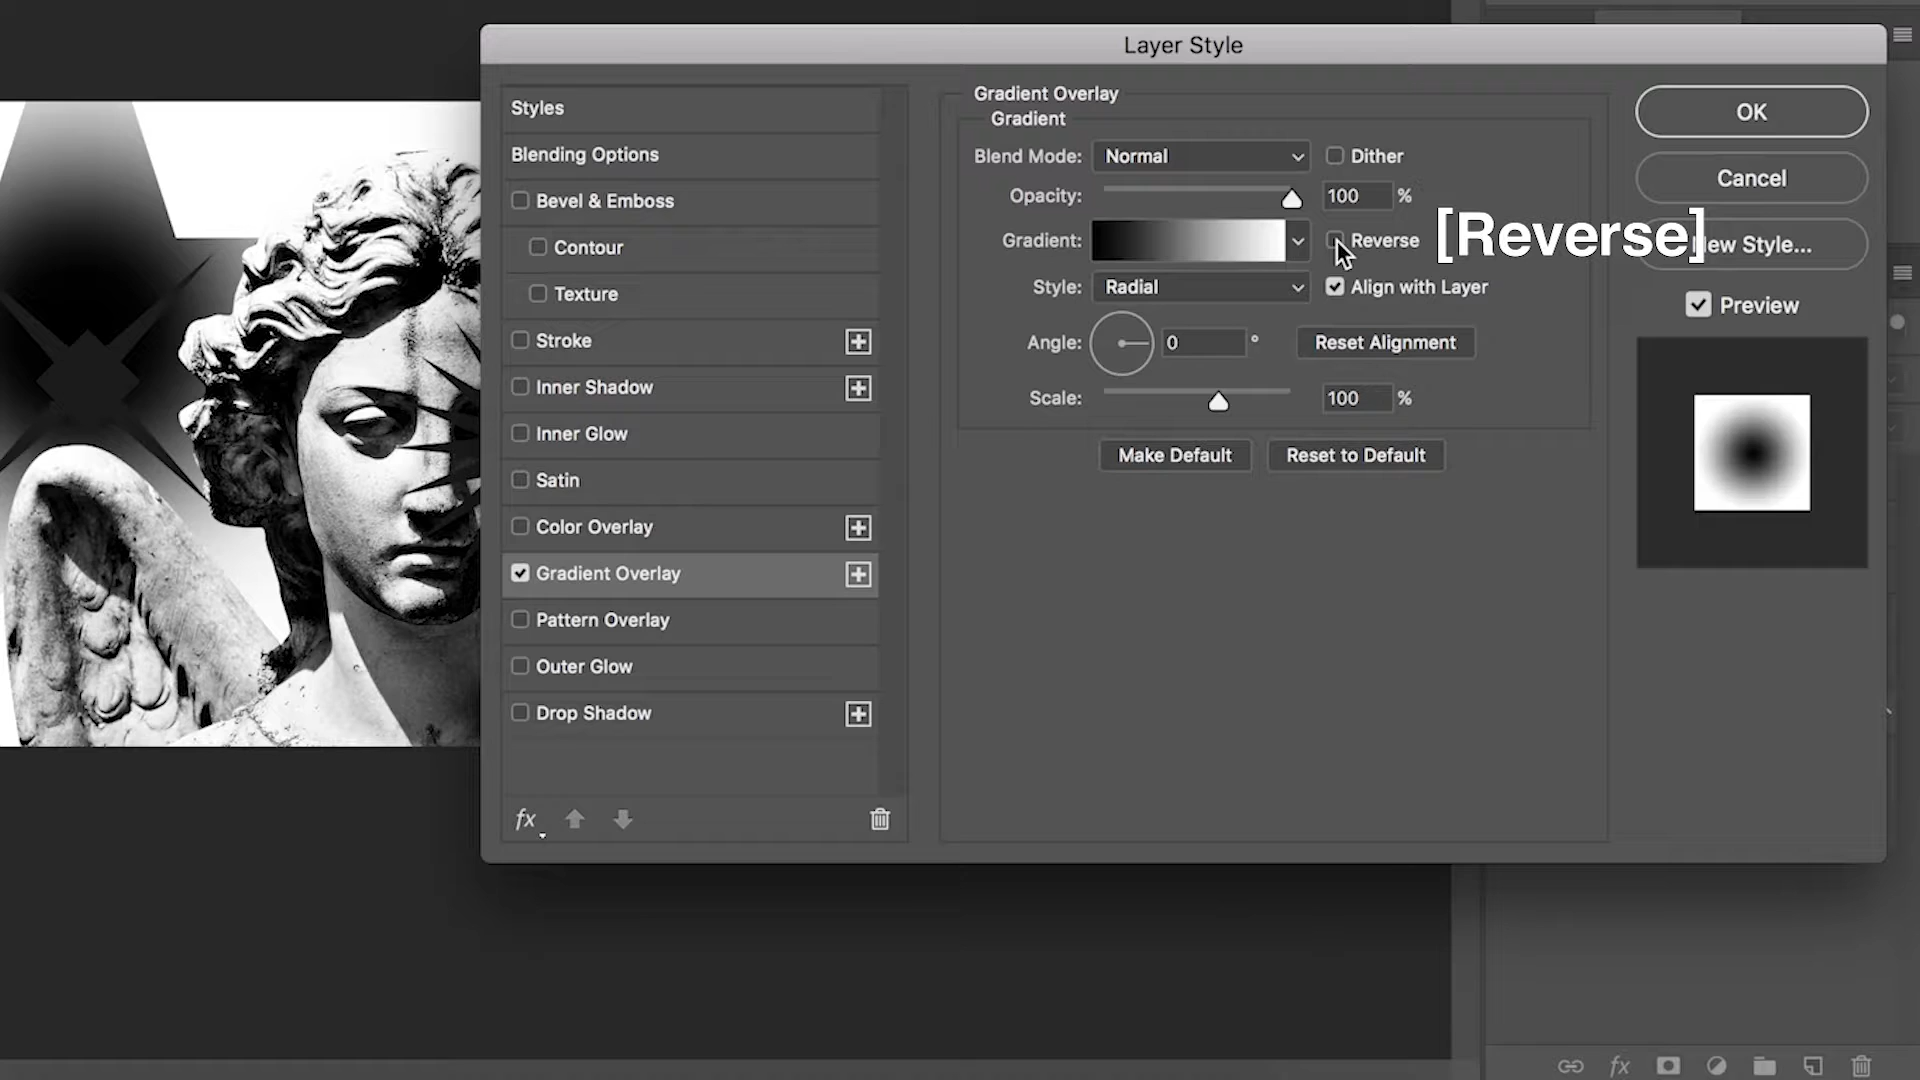 Layer Style
Styles
Blending Options
Bevel & Emboss
Contour
Texture
Stroke
Inner Shadow
Inner Glow
Satin
Color Overlay
Gradient Overlay
Pattern Overlay
Outer Glow
Drop Shadow
fx
Gradient Overlay
Gradient
Blend Mode: Normal Dither
Opacity: 100 %
Gradient: Reverse [Reverse]
Style: Radial Align with Layer
Angle: 0 ° Reset Alignment
Scale: 100 %
Make Default Reset to Default
OK
Cancel
Style...
Preview
fx